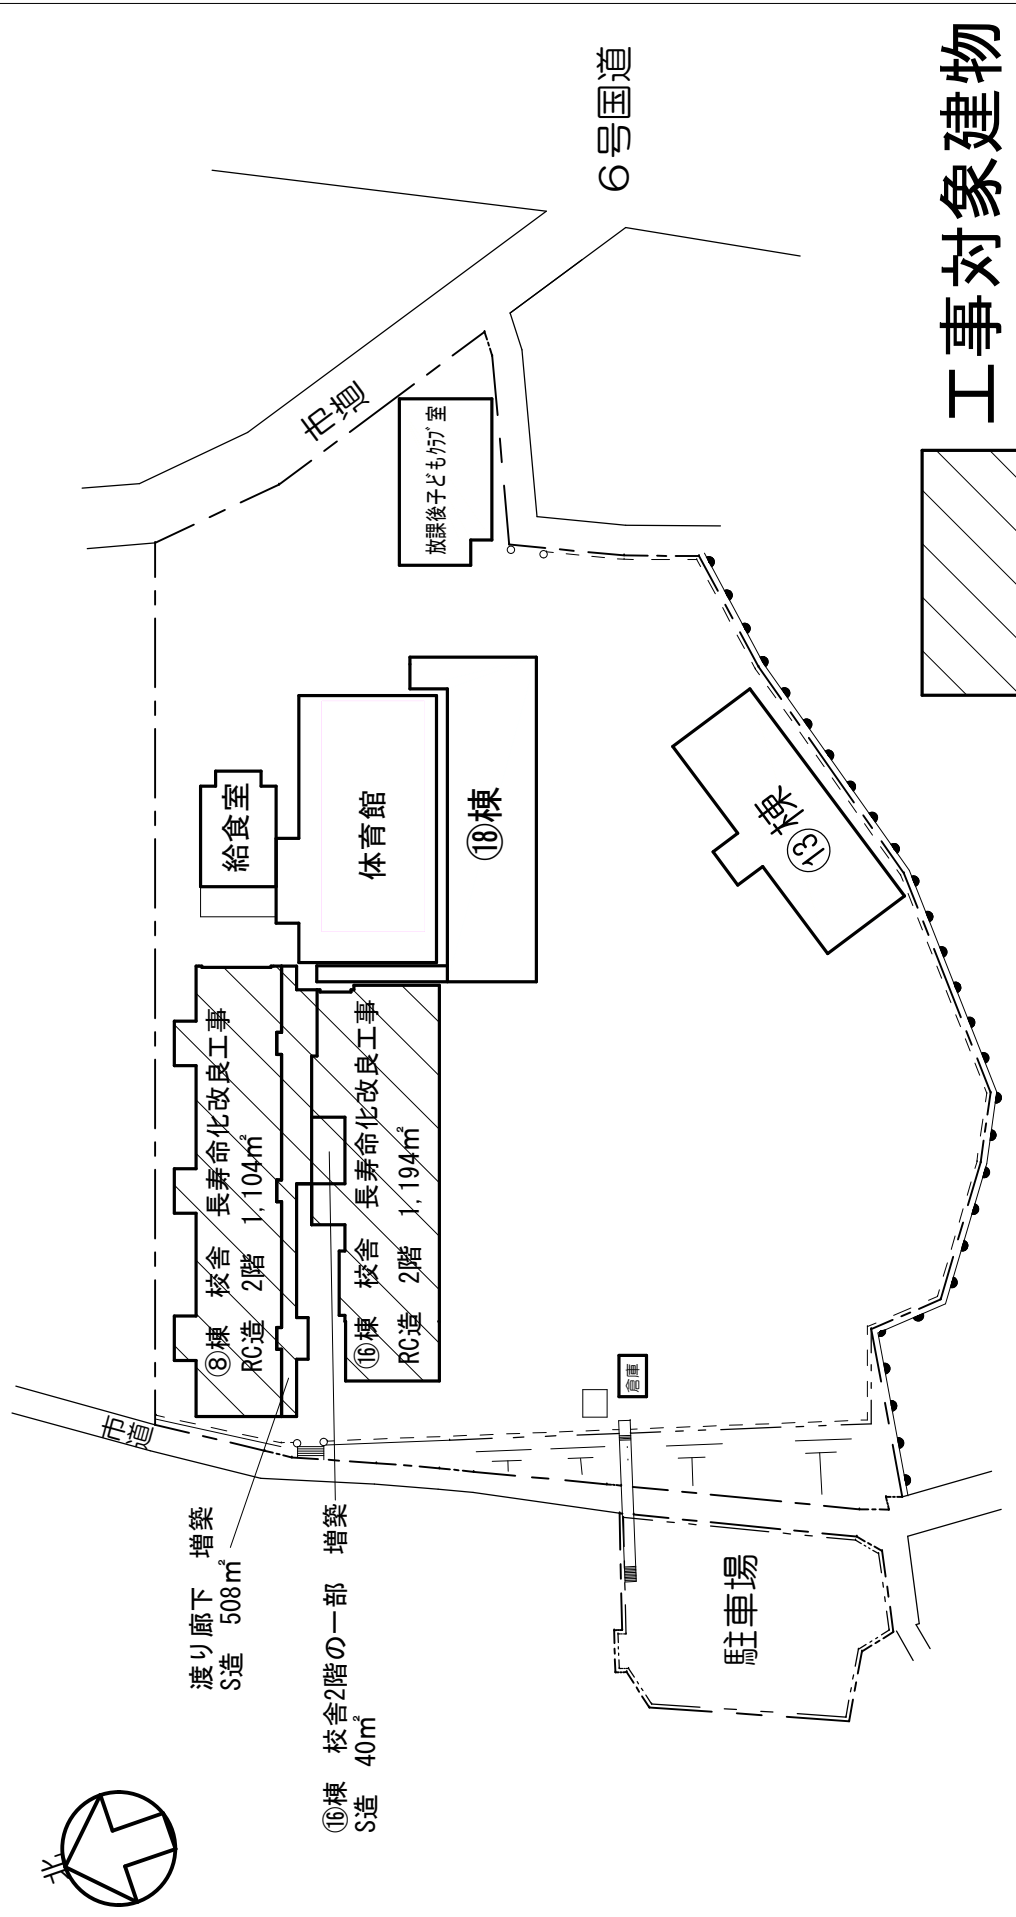 北
渡り廊下　増築
S造　508㎡
⑯棟　校舎2階の一部　増築
S造　40㎡
市道
⑧棟　校舎　長寿命化改良工事
RC造　2階　1,104㎡
⑯棟　校舎　長寿命化改良工事
RC造　2階　1,194㎡
給食室
体育館
⑱棟
放課後子どもｸﾗﾌﾞ室
市道
6号国道
⑬棟
倉庫
駐車場
工事対象建物